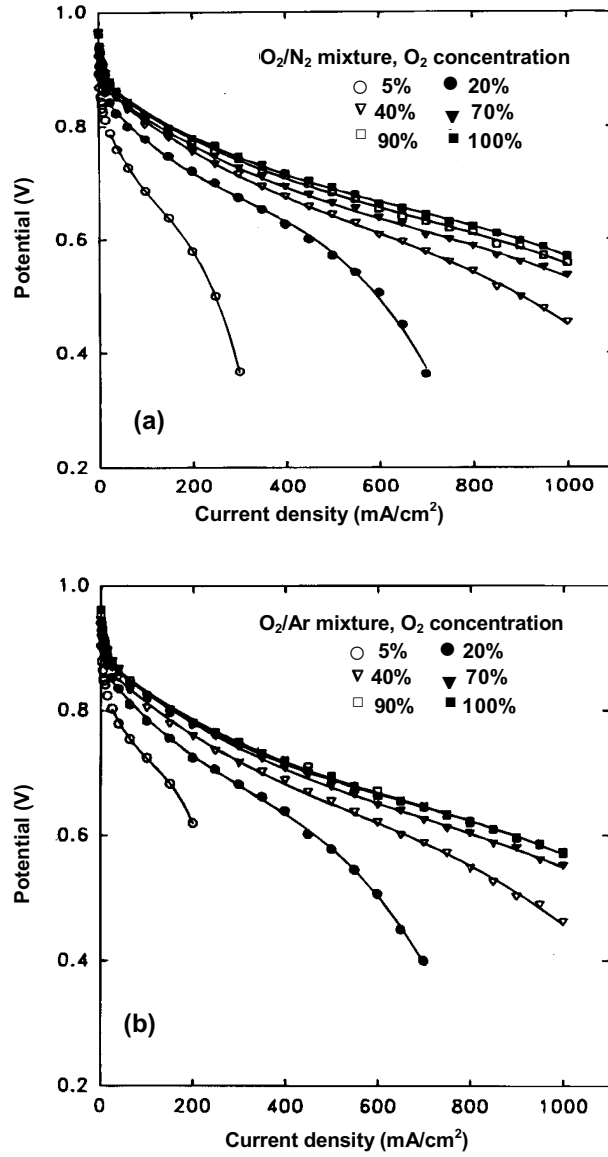 1.0
0.8
0.6
0.4
0.2
Potential (V)
O₂/N₂ mixture, O₂ concentration
5% 20%
40% 70%
90% 100%
(a)
0 200 400 600 800 1000
Current density (mA/cm²)
1.0
0.8
0.6
0.4
0.2
Potential (V)
O₂/Ar mixture, O₂ concentration
5% 20%
40% 70%
90% 100%
(b)
0 200 400 600 800 1000
Current density (mA/cm²)